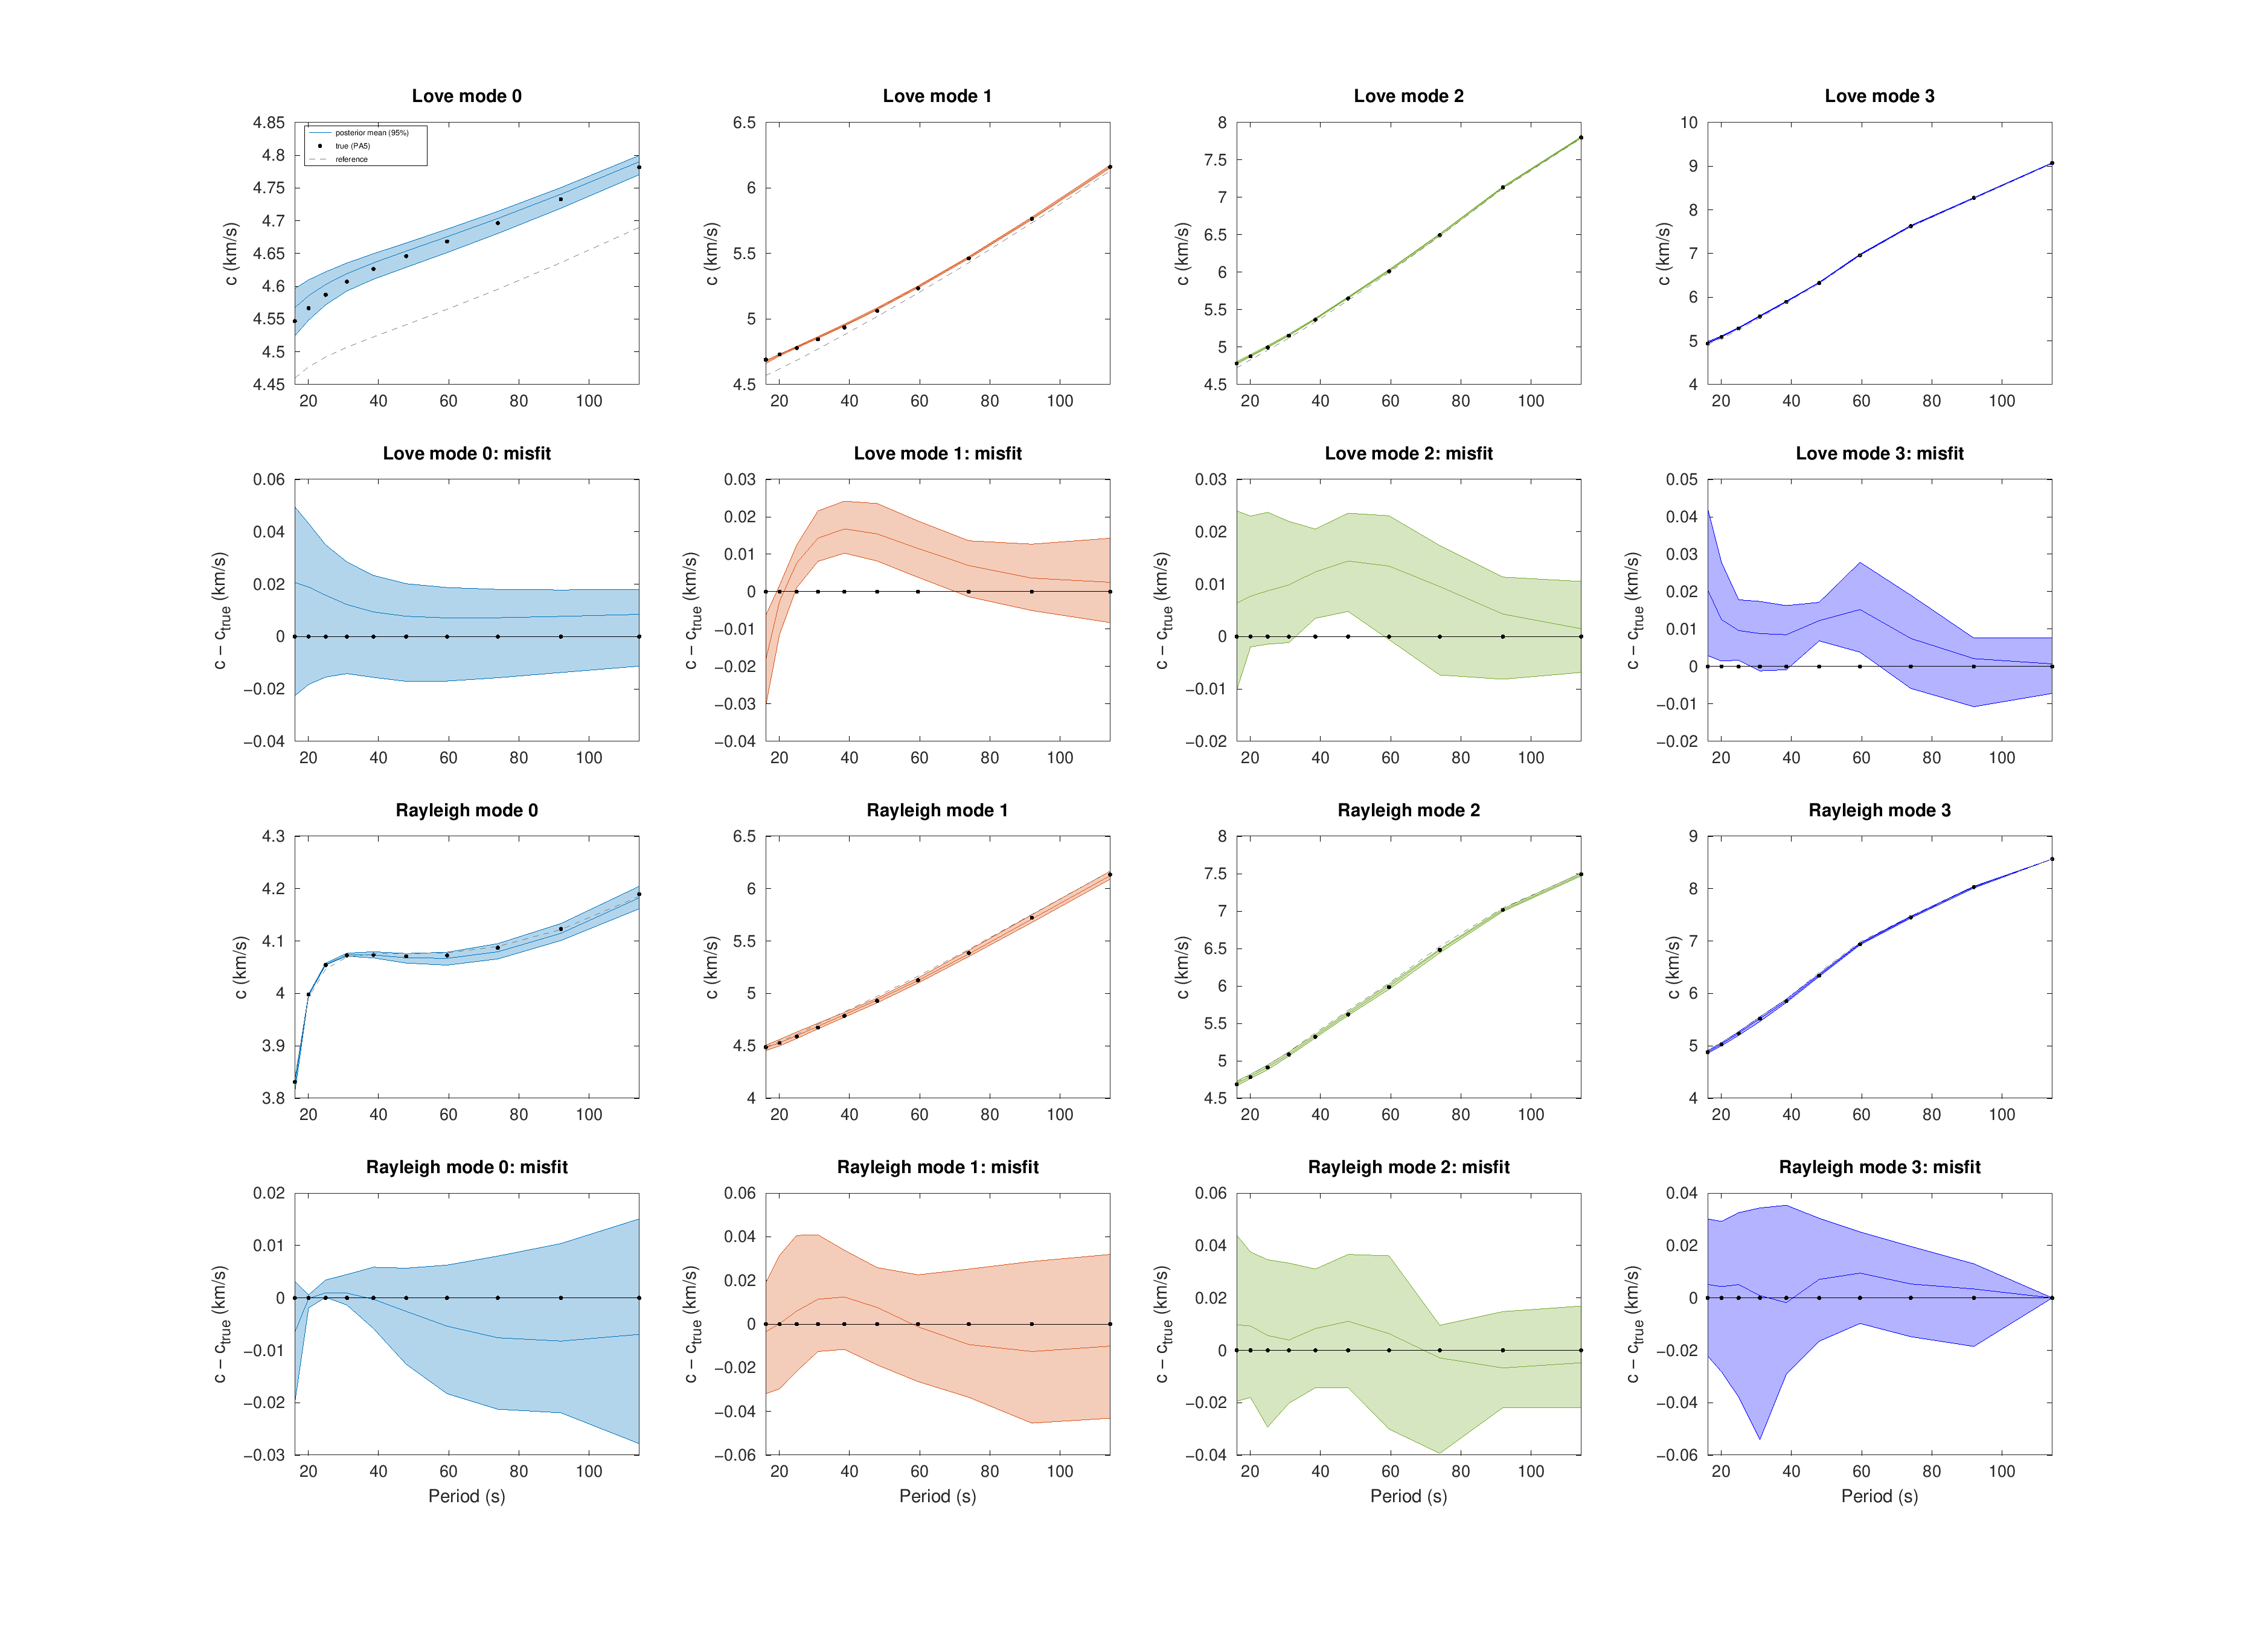 Love mode 0
Love mode 1
Love mode 2
Love mode 3
c (km/s)
4.85
4.8
4.75
4.7
4.65
4.6
4.55
4.5
4.45
posterior mean (95%)
true (PA5)
reference
20 40 60 80 100
c (km/s)
6.5
6
5.5
5
4.5
20 40 60 80 100
c (km/s)
8
7.5
7
6.5
6
5.5
5
4.5
20 40 60 80 100
c (km/s)
10
9
8
7
6
5
4
20 40 60 80 100
Love mode 0: misfit
Love mode 1: misfit
Love mode 2: misfit
Love mode 3: misfit
c − c_true (km/s)
0.06
0.04
0.02
0
−0.02
−0.04
20 40 60 80 100
c − c_true (km/s)
0.03
0.02
0.01
0
−0.01
−0.02
−0.03
−0.04
20 40 60 80 100
c − c_true (km/s)
0.03
0.02
0.01
0
−0.01
−0.02
20 40 60 80 100
c − c_true (km/s)
0.05
0.04
0.03
0.02
0.01
0
−0.01
−0.02
20 40 60 80 100
Rayleigh mode 0
Rayleigh mode 1
Rayleigh mode 2
Rayleigh mode 3
c (km/s)
4.3
4.2
4.1
4
3.9
3.8
20 40 60 80 100
c (km/s)
6.5
6
5.5
5
4.5
4
20 40 60 80 100
c (km/s)
8
7.5
7
6.5
6
5.5
5
4.5
20 40 60 80 100
c (km/s)
9
8
7
6
5
4
20 40 60 80 100
Rayleigh mode 0: misfit
Rayleigh mode 1: misfit
Rayleigh mode 2: misfit
Rayleigh mode 3: misfit
c − c_true (km/s)
0.02
0.01
0
−0.01
−0.02
−0.03
20 40 60 80 100
Period (s)
c − c_true (km/s)
0.06
0.04
0.02
0
−0.02
−0.04
−0.06
20 40 60 80 100
Period (s)
c − c_true (km/s)
0.06
0.04
0.02
0
−0.02
−0.04
20 40 60 80 100
Period (s)
c − c_true (km/s)
0.04
0.02
0
−0.02
−0.04
−0.06
20 40 60 80 100
Period (s)